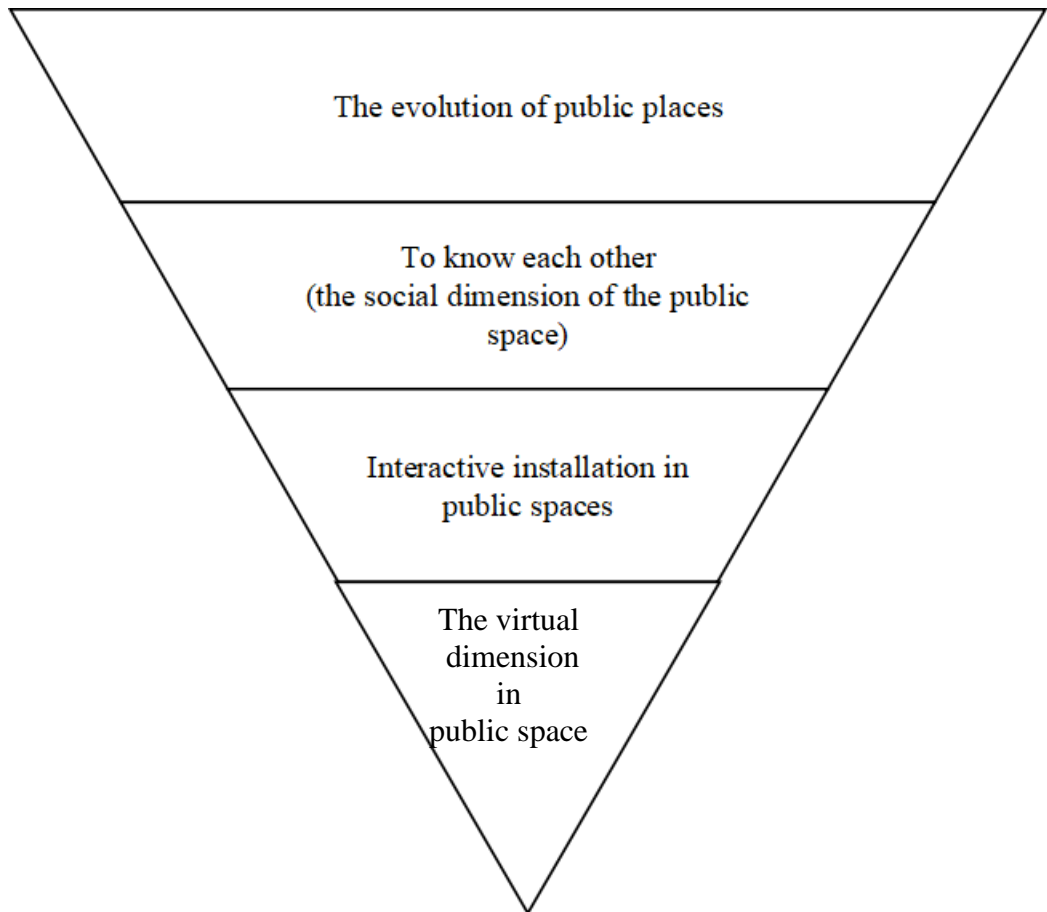 The evolution of public places
To know each other
(the social dimension of the public
space)
Interactive installation in
public spaces
The virtual
dimension
in
public space